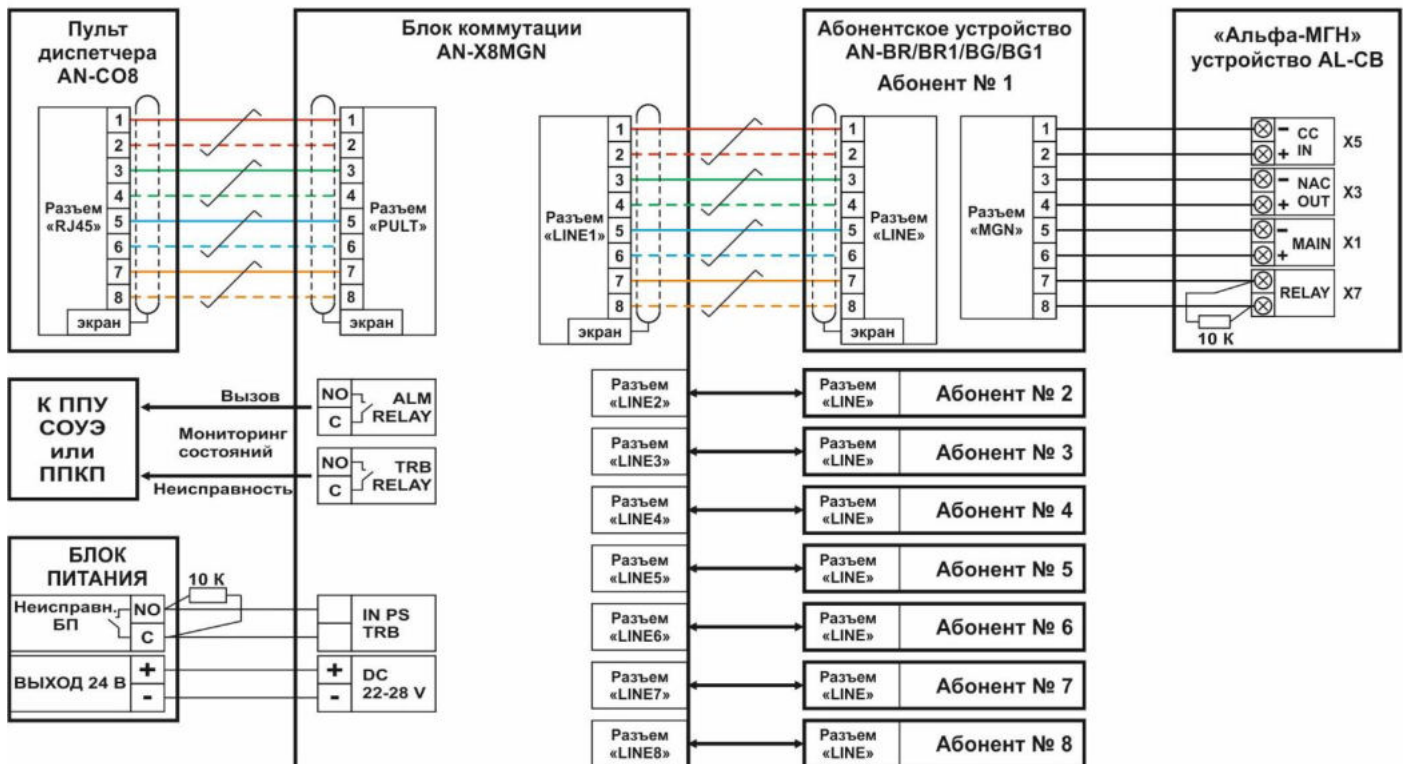 Пульт
диспетчера
AN-CO8
Разъем
«RJ45»
1
2
3
4
5
6
7
8
экран
Блок коммутации
AN-X8MGN
1
2
3
4
5
6
7
8
Разъем
«PULT»
экран
Разъем
«LINE1»
1
2
3
4
5
6
7
8
экран
Абонентское устройство
AN-BR/BR1/BG/BG1
Абонент № 1
1
2
3
4
5
6
7
8
Разъем
«LINE»
экран
Разъем
«MGN»
1
2
3
4
5
6
7
8
«Альфа-МГН»
устройство AL-CB
- CC
+ IN
X5
- NAC
+ OUT
X3
-
+ MAIN
X1
RELAY
X7
10 К
К ППУ
СОУЭ
или
ППКП
Вызов
Мониторинг
состояний
Неисправность
NO
C
ALM
RELAY
NO
C
TRB
RELAY
БЛОК
ПИТАНИЯ
10 К
Неисправн.
БП
NO
C
IN PS
TRB
ВЫХОД 24 В
+
-
+
-
DC
22-28 V
Разъем
«LINE2»
Разъем
«LINE»
Абонент № 2
Разъем
«LINE3»
Разъем
«LINE»
Абонент № 3
Разъем
«LINE4»
Разъем
«LINE»
Абонент № 4
Разъем
«LINE5»
Разъем
«LINE»
Абонент № 5
Разъем
«LINE6»
Разъем
«LINE»
Абонент № 6
Разъем
«LINE7»
Разъем
«LINE»
Абонент № 7
Разъем
«LINE8»
Разъем
«LINE»
Абонент № 8